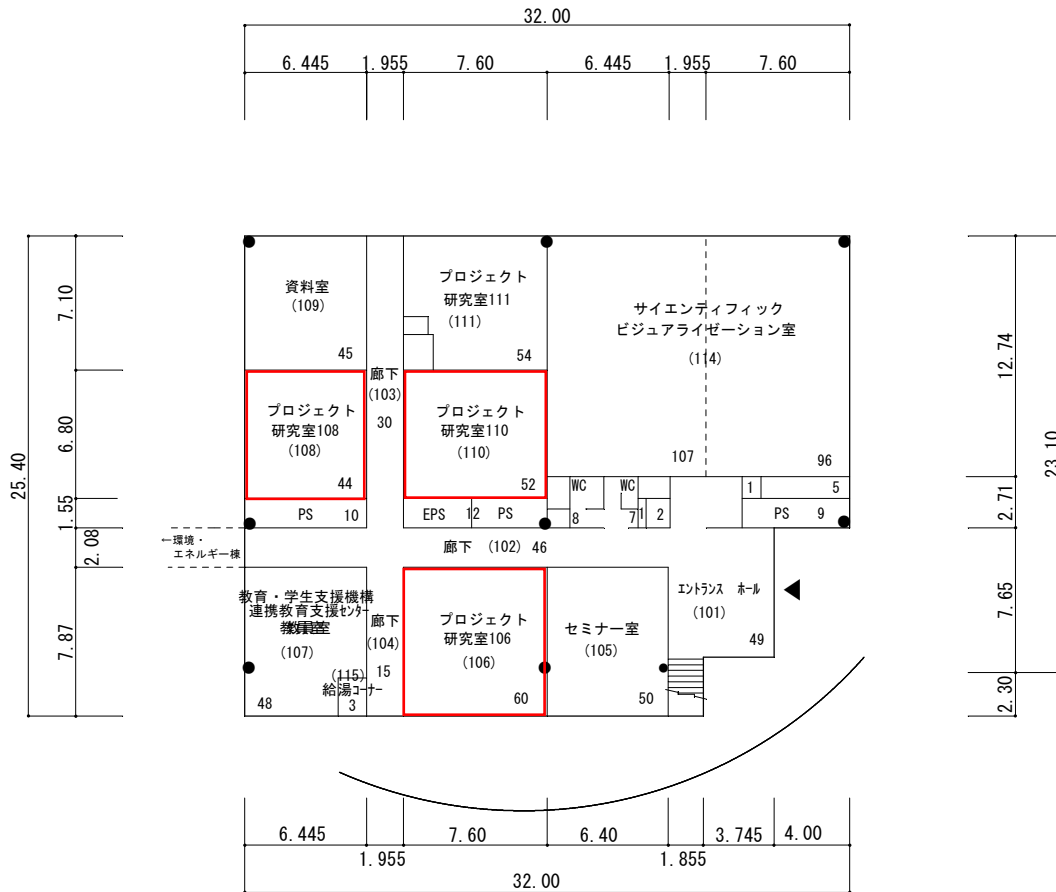 32.00
6.445 1.955 7.60 6.445 1.955 7.60
資料室
(109)
45
プロジェクト
研究室111
(111)
54
サイエンティフィック
ビジュアライゼーション室
(114)
107
96
7.10
6.80
1.55
2.08
7.87
25.40
12.74
2.71
7.65
2.30
23.10
廊下
(103)
30
プロジェクト
研究室108
(108)
44
プロジェクト
研究室110
(110)
52
PS 10
EPS 12 PS
WC
8
WC
7
1
2
1
5
PS 9
←環境・
エネルギー棟
廊下 (102) 46
教育・学生支援機構
連携教育支援センター
(107)
48
廊下
(104)
15
(115)
給湯コーナー
3
プロジェクト
研究室106
(106)
60
セミナー室
(105)
50
エントランス ホール
(101)
49
6.445 7.60 6.40 3.745 4.00
1.955 1.855
32.00